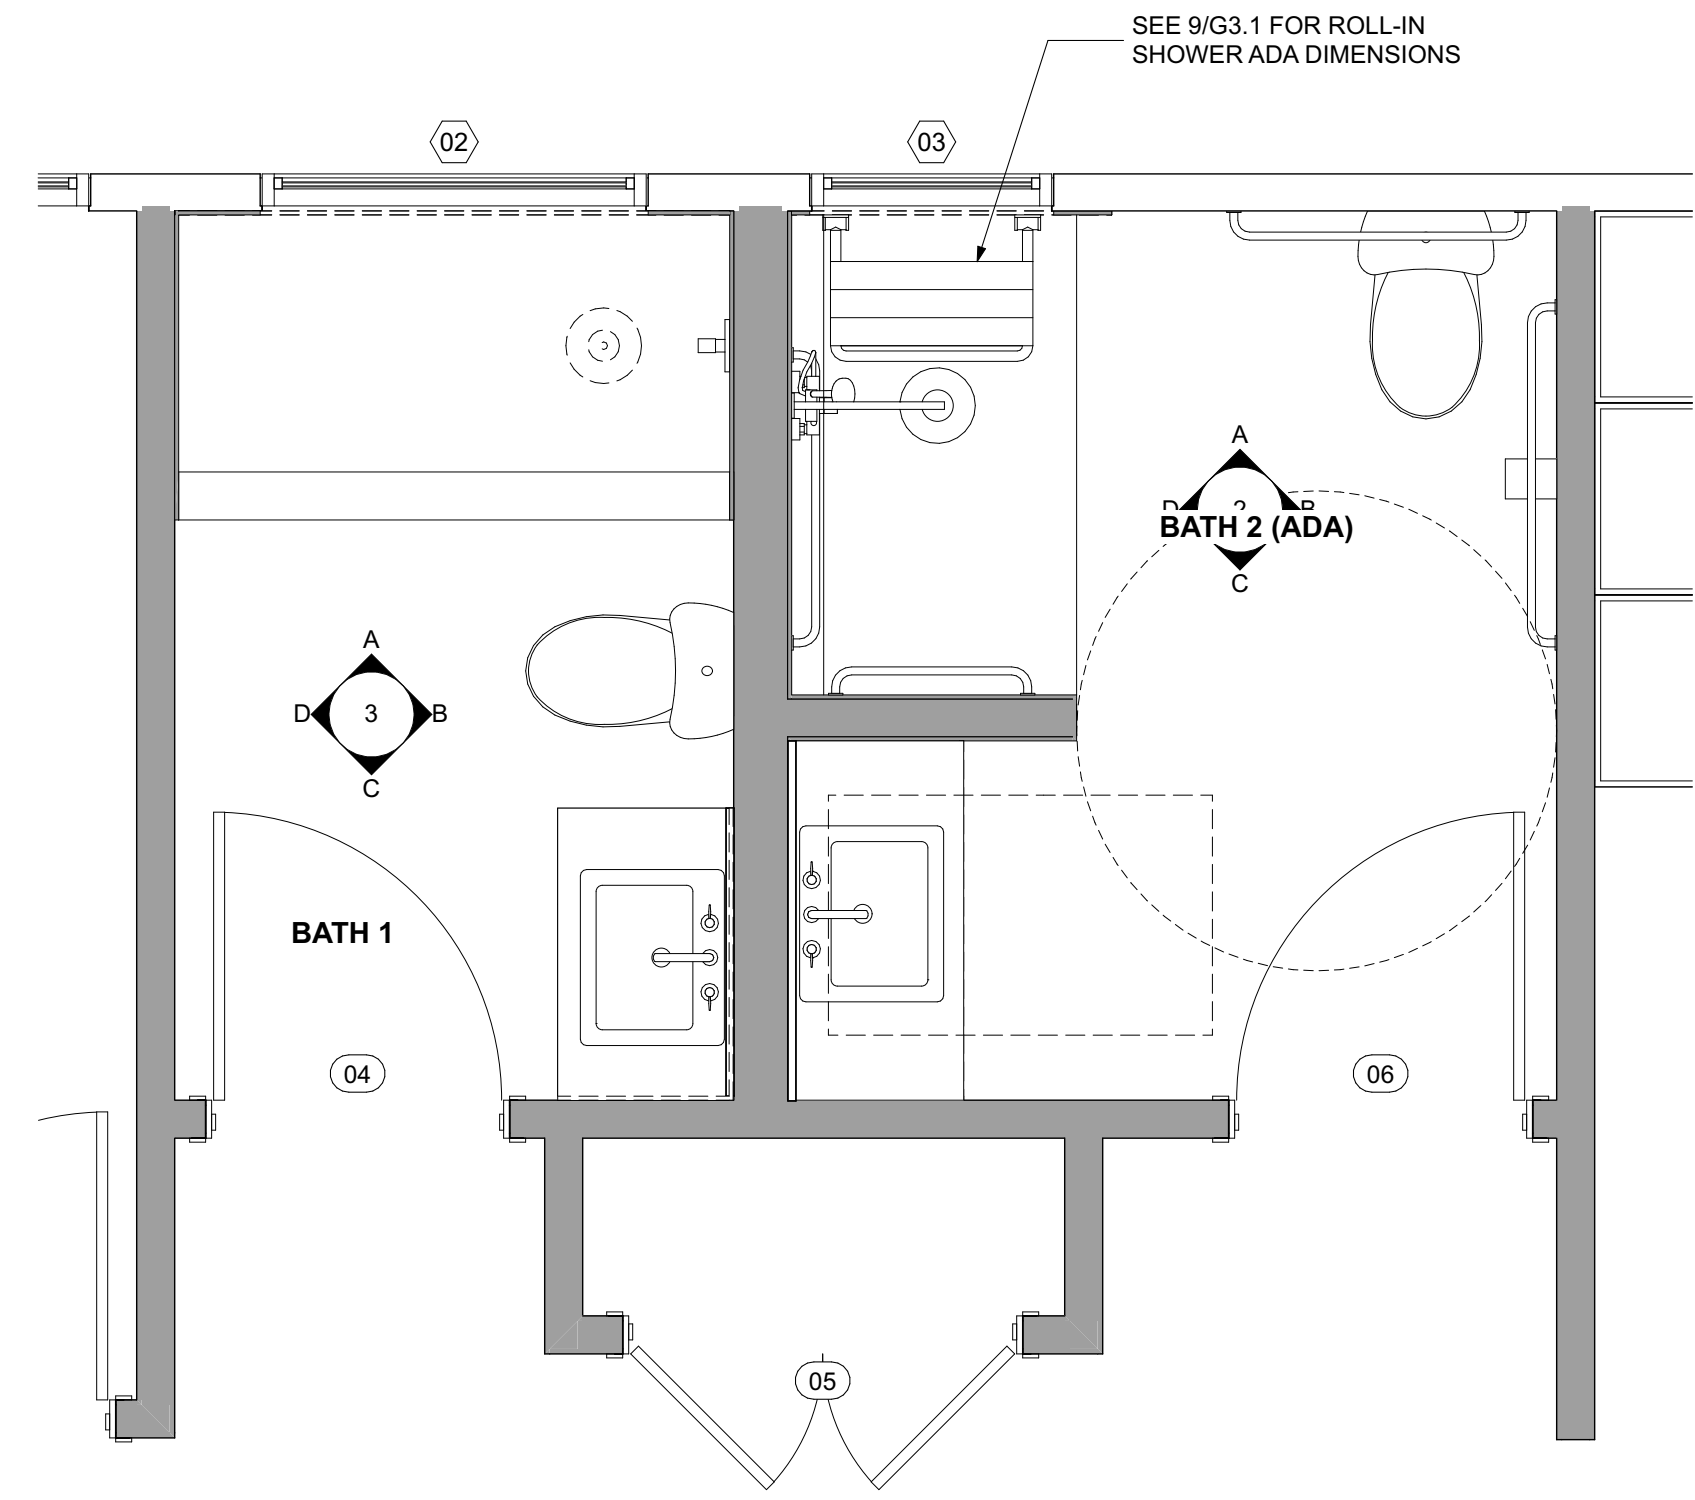 SEE 9/G3.1 FOR ROLL-IN
SHOWER ADA DIMENSIONS
02
03
A
D 2 B
BATH 2 (ADA)
C
A
D 3 B
C
BATH 1
04
06
05